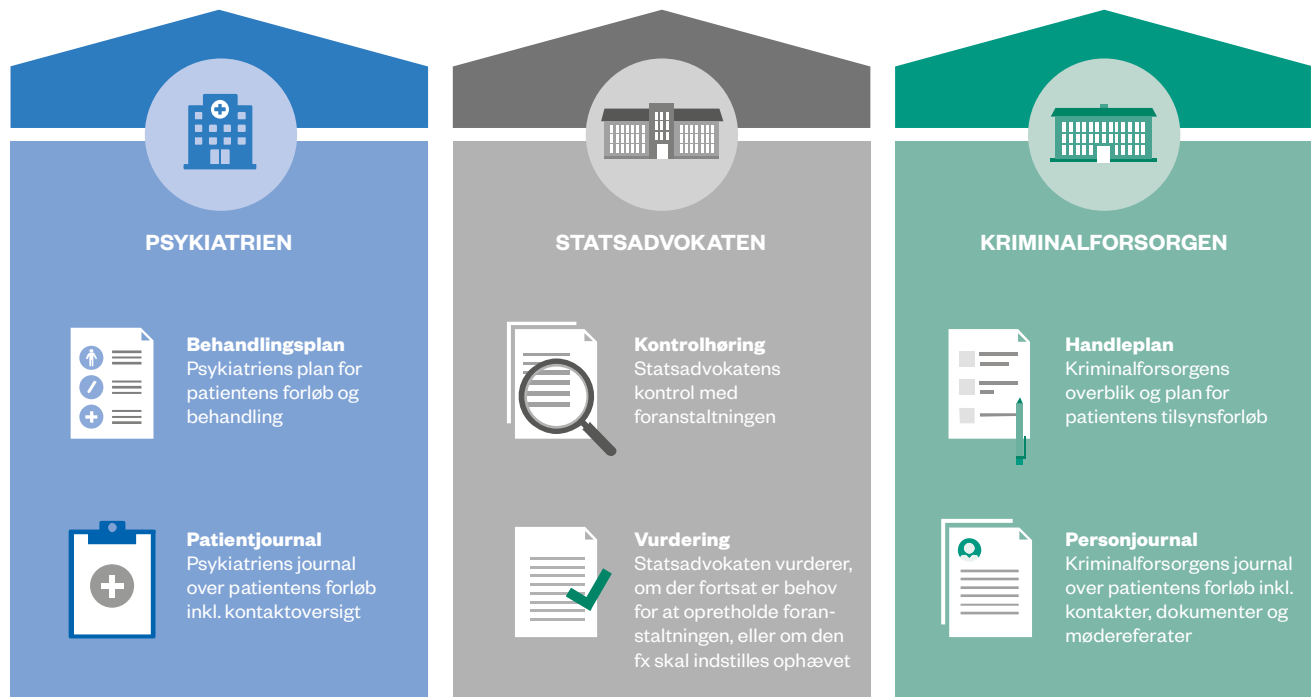 PSYKIATRIEN
Behandlingsplan
Psykiatriens plan for
patientens forløb og
behandling
Patientjournal
Psykiatriens journal
over patientens forløb
inkl. kontaktoversigt
STATSADVOKATEN
Kontrolhøring
Statsadvokatens
kontrol med
foranstaltningen
Vurdering
Statsadvokaten vurderer,
om der fortsat er behov
for at opretholde foran-
staltningen, eller om den
fx skal indstilles ophævet
KRIMINALFORSORGEN
Handleplan
Kriminalforsorgens
overblik og plan for
patientens tilsynsforløb
Personjournal
Kriminalforsorgens journal
over patientens forløb inkl.
kontakter, dokumenter og
mødereferater